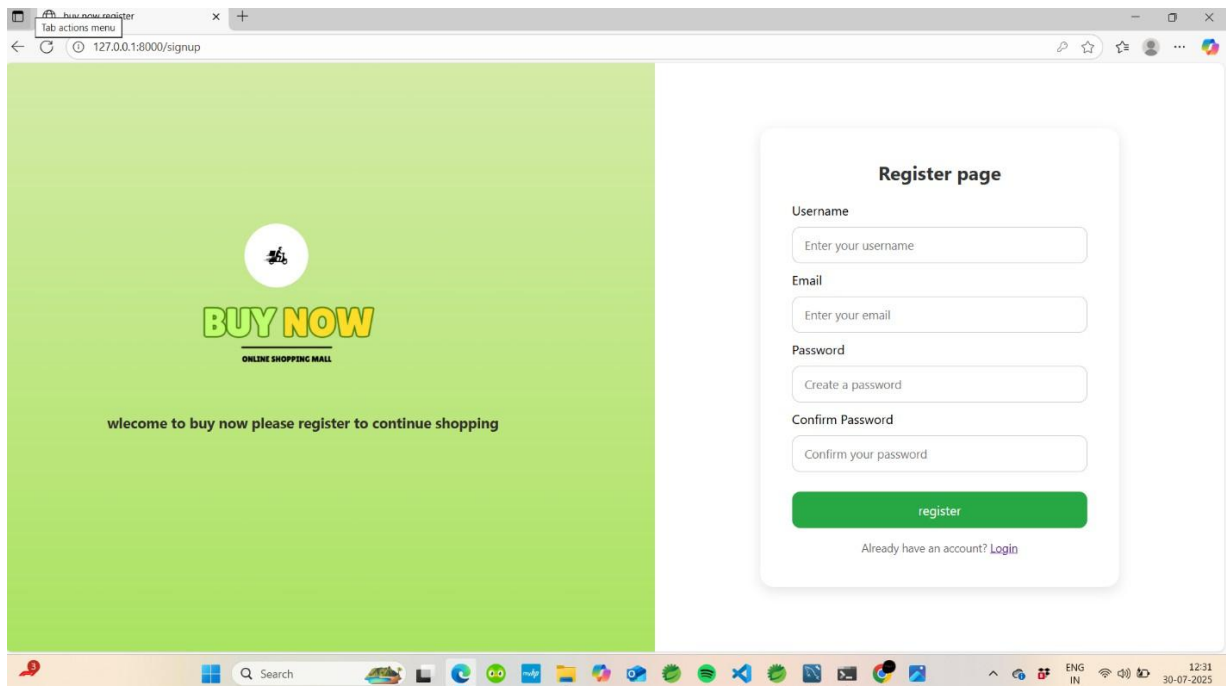 buy now register
Tab actions menu
127.0.0.1:8000/signup
BUY NOW
ONLINE SHOPPING MALL
wlecome to buy now please register to continue shopping
Register page
Username
Enter your username
Email
Enter your email
Password
Create a password
Confirm Password
Confirm your password
register
Already have an account? Login
3
Search
ENG
IN
12:31
30-07-2025